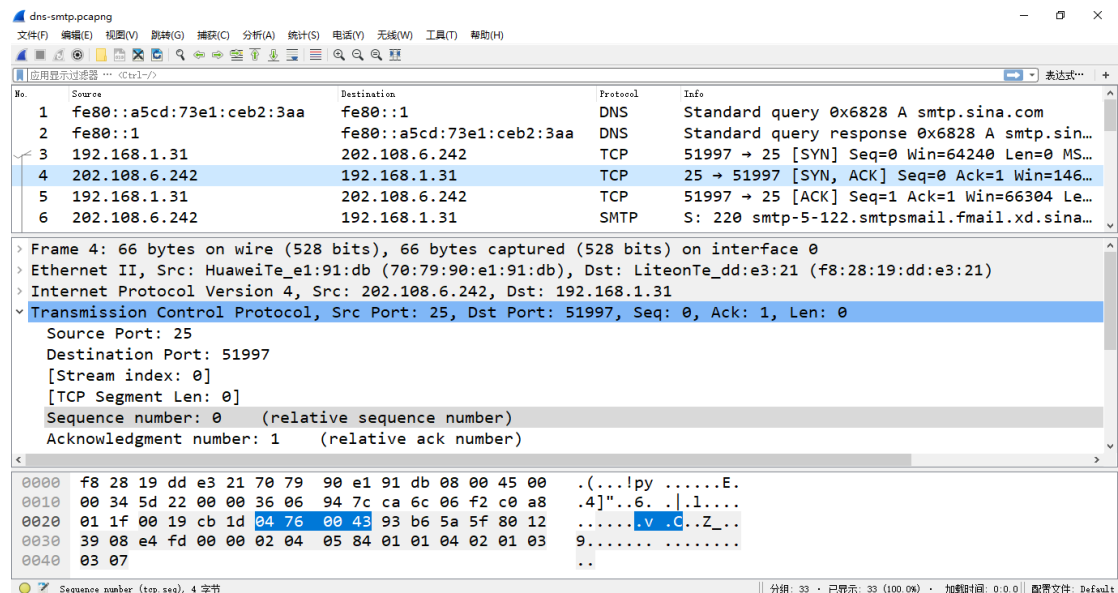 dns-smtp.pcapng
文件(F) 编辑(E) 视图(V) 跳转(G) 捕获(C) 分析(A) 统计(S) 电话(Y) 无线(W) 工具(T) 帮助(H)
应用显示过滤器 … <Ctrl-/> 表达式… +
No. Source Destination Protocol Info
1 fe80::a5cd:73e1:ceb2:3aa fe80::1 DNS Standard query 0x6828 A smtp.sina.com
2 fe80::1 fe80::a5cd:73e1:ceb2:3aa DNS Standard query response 0x6828 A smtp.sin…
3 192.168.1.31 202.108.6.242 TCP 51997 → 25 [SYN] Seq=0 Win=64240 Len=0 MS…
4 202.108.6.242 192.168.1.31 TCP 25 → 51997 [SYN, ACK] Seq=0 Ack=1 Win=146…
5 192.168.1.31 202.108.6.242 TCP 51997 → 25 [ACK] Seq=1 Ack=1 Win=66304 Le…
6 202.108.6.242 192.168.1.31 SMTP S: 220 smtp-5-122.smtpsmail.fmail.xd.sina…
Frame 4: 66 bytes on wire (528 bits), 66 bytes captured (528 bits) on interface 0
Ethernet II, Src: HuaweiTe_e1:91:db (70:79:90:e1:91:db), Dst: LiteonTe_dd:e3:21 (f8:28:19:dd:e3:21)
Internet Protocol Version 4, Src: 202.108.6.242, Dst: 192.168.1.31
Transmission Control Protocol, Src Port: 25, Dst Port: 51997, Seq: 0, Ack: 1, Len: 0
Source Port: 25
Destination Port: 51997
[Stream index: 0]
[TCP Segment Len: 0]
Sequence number: 0 (relative sequence number)
Acknowledgment number: 1 (relative ack number)
0000 f8 28 19 dd e3 21 70 79 90 e1 91 db 08 00 45 00 .(...!py ......E.
0010 00 34 5d 22 00 00 36 06 94 7c ca 6c 06 f2 c0 a8 .4]"..6. .|.l....
0020 01 1f 00 19 cb 1d 04 76 00 43 93 b6 5a 5f 80 12 .......v .C..Z_..
0030 39 08 e4 fd 00 00 02 04 05 84 01 01 04 02 01 03 9....... ........
0040 03 07 ..
Sequence number (tcp.seq), 4 字节 分组: 33 · 已显示: 33 (100.0%) · 加载时间: 0:0.0 配置文件: Default